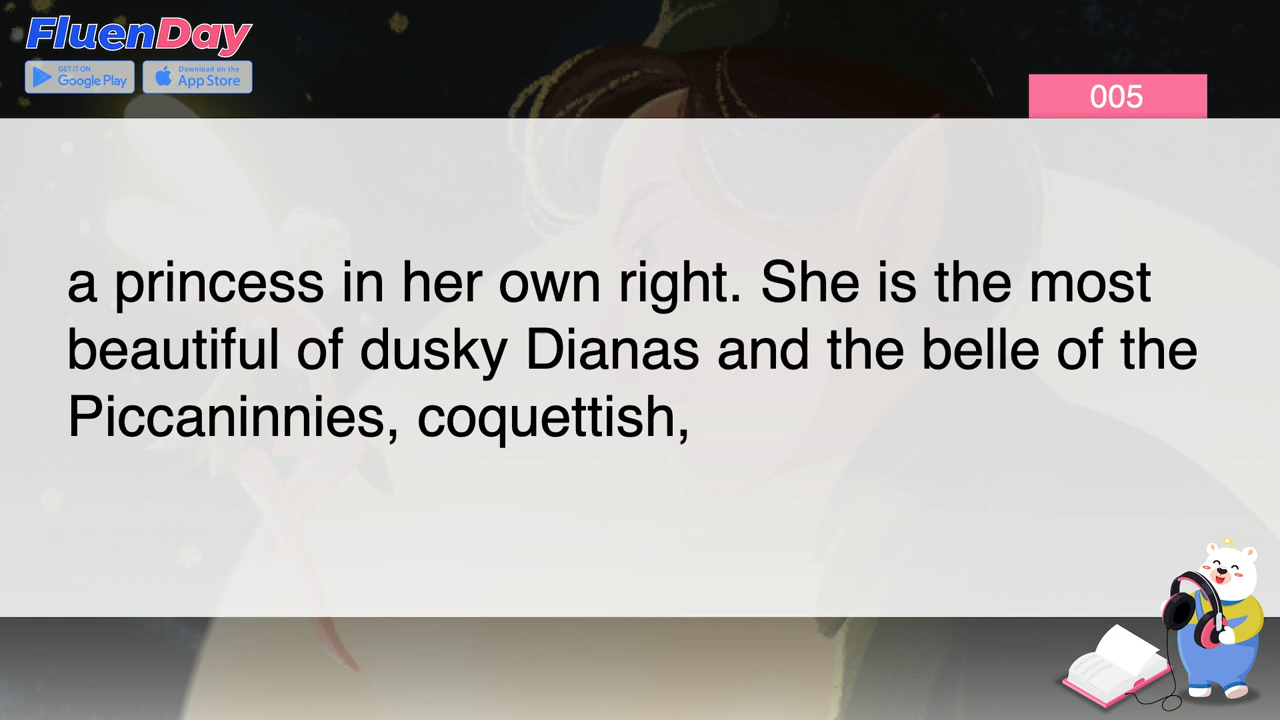 FluenDay
GET IT ON
Google Play
Download on the
App Store
005
a princess in her own right. She is the most
beautiful of dusky Dianas and the belle of the
Piccaninnies, coquettish,